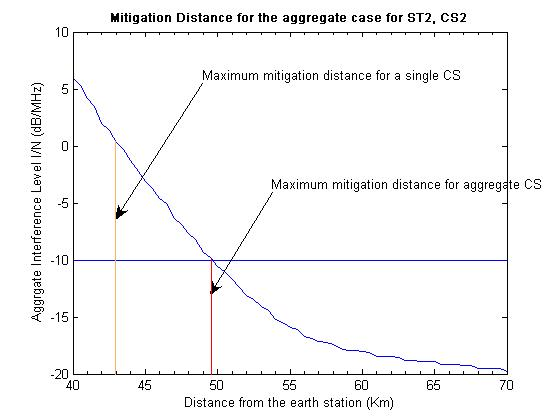 Mitigation Distance for the aggregate case for ST2, CS2
Maximum mitigation distance for a single CS
Maximum mitigation distance for aggregate CS
Aggrgate Interference Level I/N (dB/MHz)
10
5
0
-5
-10
-15
-20
40 45 50 55 60 65 70
Distance from the earth station (Km)